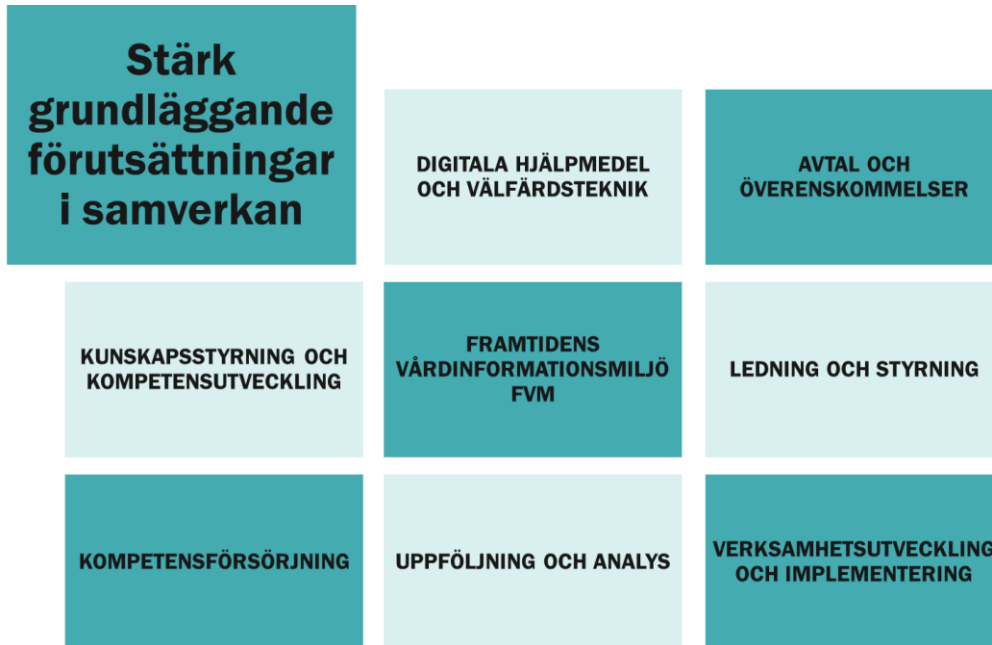 Stärk
grundläggande
förutsättningar
i samverkan
DIGITALA HJÄLPMEDEL
OCH VÄLFÄRDSTEKNIK
AVTAL OCH
ÖVERENSKOMMELSER
KUNSKAPSSTYRNING OCH
KOMPETENSUTVECKLING
FRAMTIDENS
VÅRDINFORMATIONSMILJÖ
FVM
LEDNING OCH STYRNING
KOMPETENSFÖRSÖRJNING
UPPFÖLJNING OCH ANALYS
VERKSAMHETSUTVECKLING
OCH IMPLEMENTERING